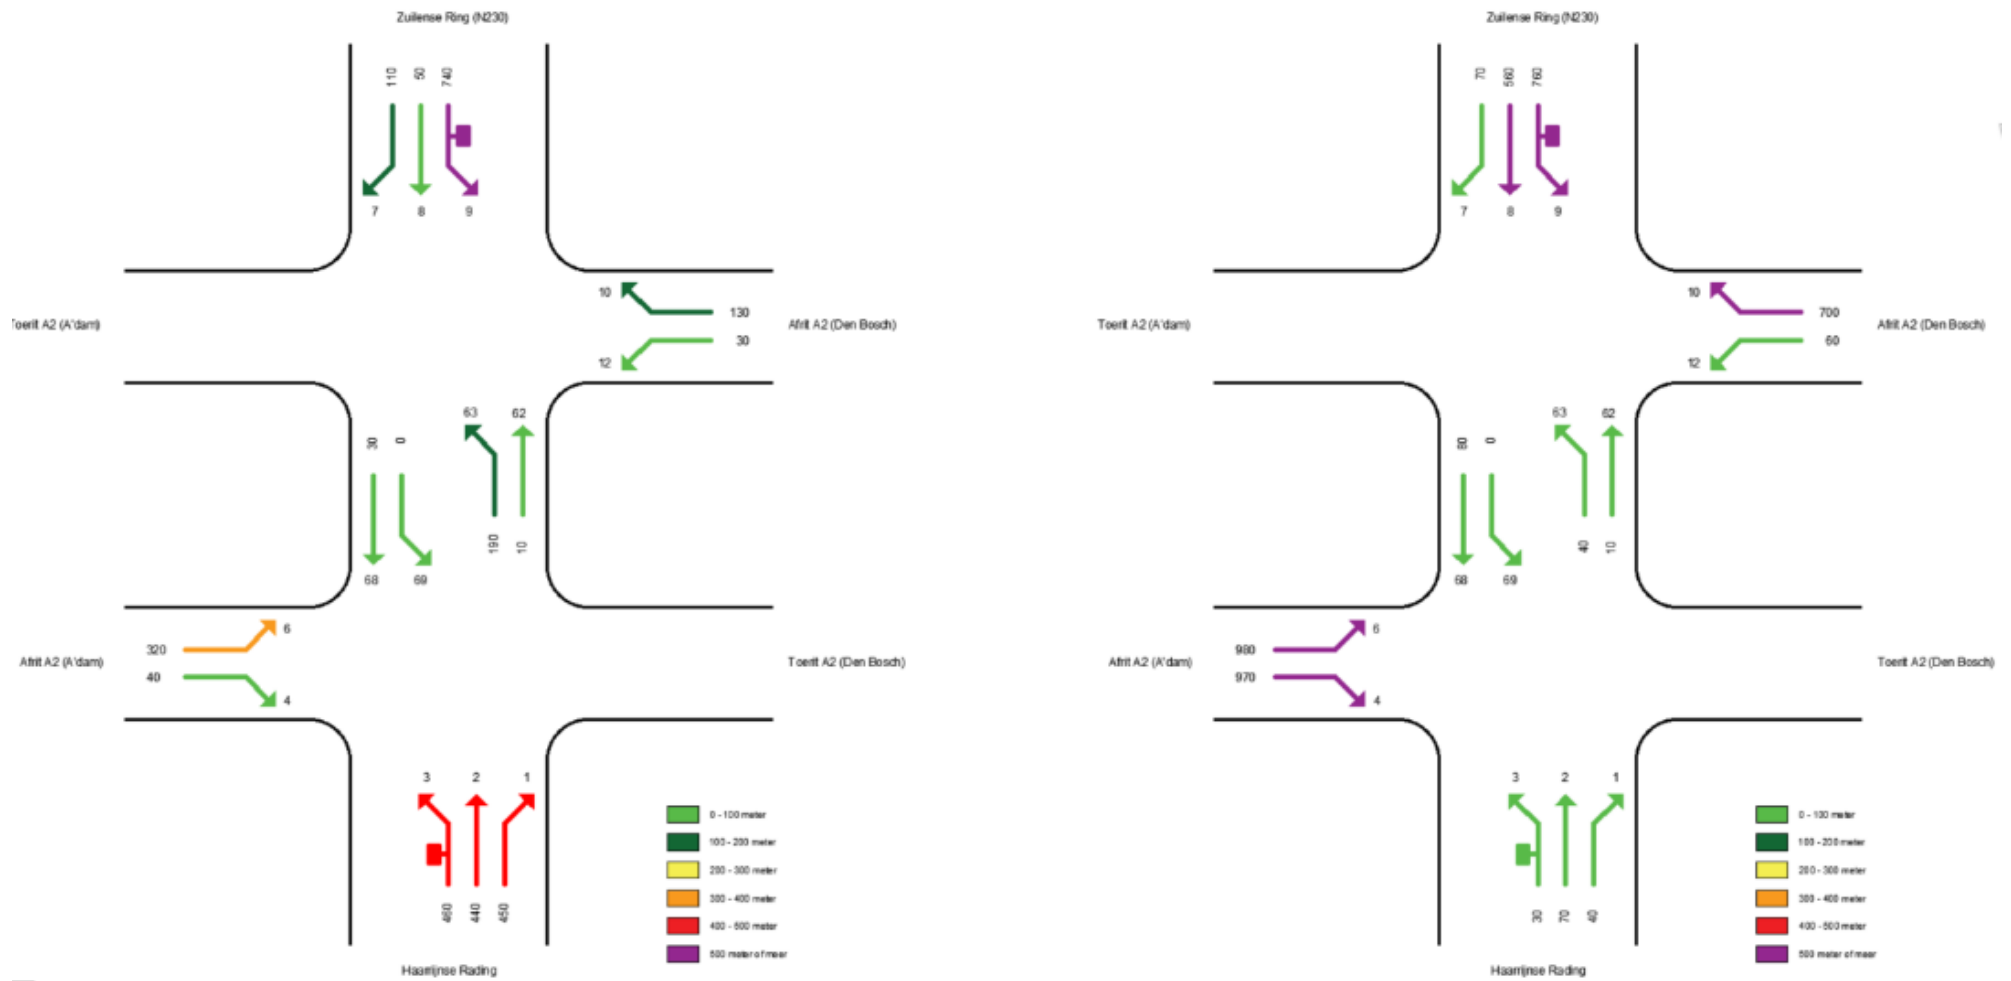 Zuilense Ring (N230)
110 50 740
7 8 9
10
130
Toerit A2 (A'dam)
Afrit A2 (Den Bosch)
30
12
63 62
30 0
190 10
68 69
6
320
Afrit A2 (A'dam)
Toerit A2 (Den Bosch)
40
4
3 2 1
0 - 100 meter
100 - 200 meter
200 - 300 meter
300 - 400 meter
400 - 500 meter
500 meter of meer
460 440 450
Haarrijnse Rading
Zuilense Ring (N230)
70 560 760
7 8 9
10
700
Toerit A2 (A'dam)
Afrit A2 (Den Bosch)
60
12
63 62
80 0
40 10
68 69
6
980
Afrit A2 (A'dam)
Toerit A2 (Den Bosch)
970
4
3 2 1
0 - 100 meter
100 - 200 meter
200 - 300 meter
300 - 400 meter
400 - 500 meter
500 meter of meer
30 70 40
Haarrijnse Rading